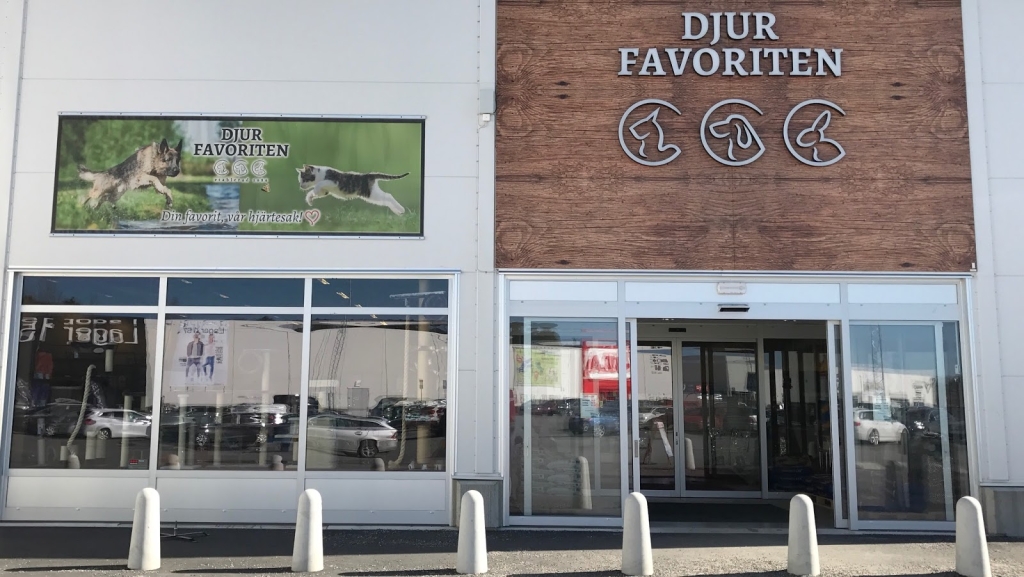 DJUR
FAVORITEN
DJUR
FAVORITEN
Din favorit, vår hjärtesak!